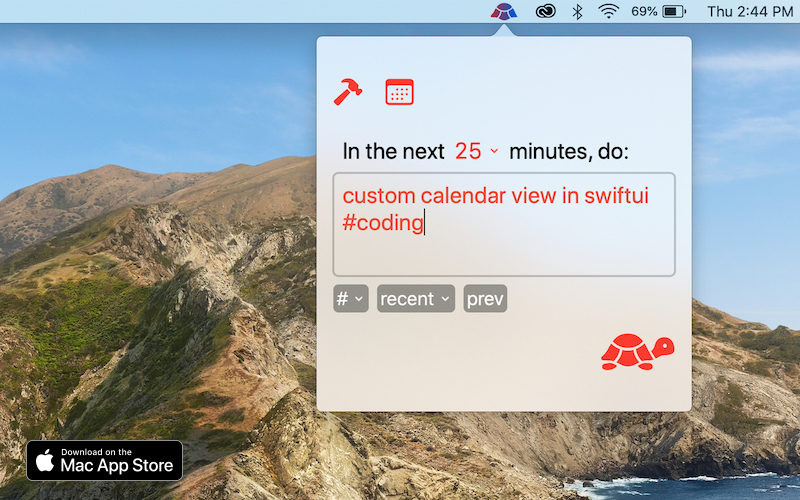 69% Thu 2:44 PM
In the next 25 minutes, do:
custom calendar view in swiftui
#coding
# recent prev
Download on the
Mac App Store